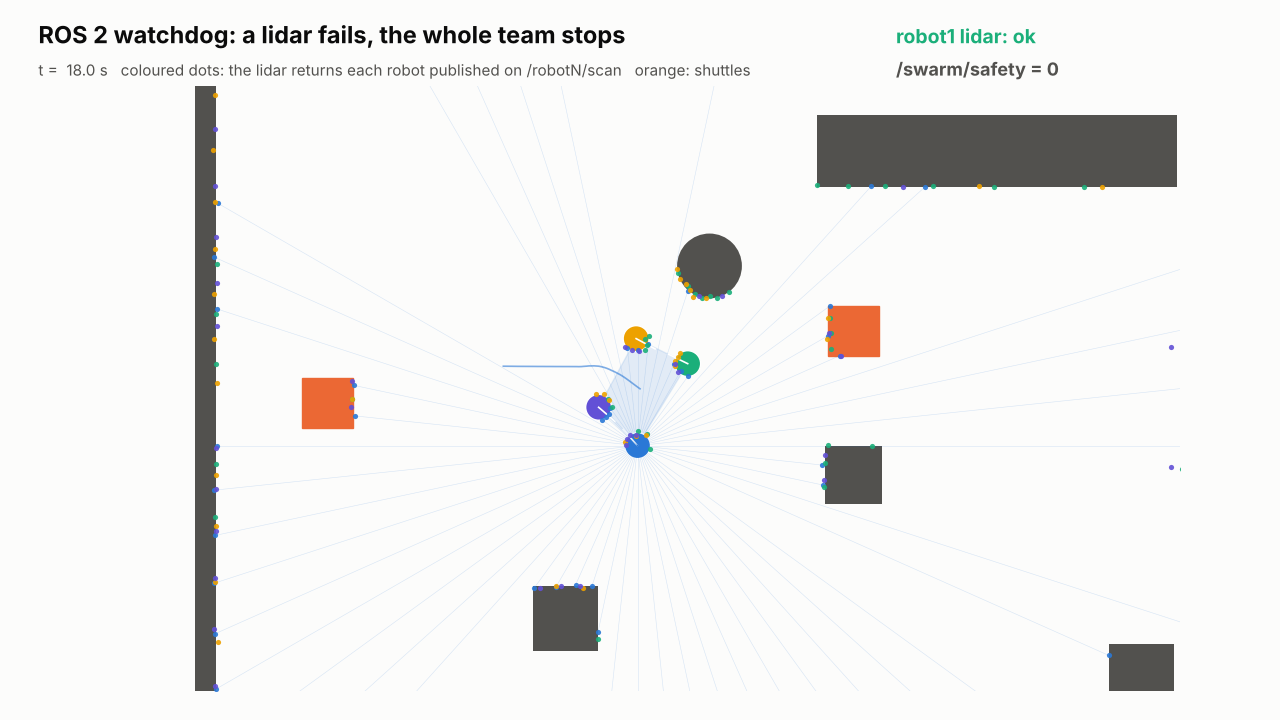 ROS 2 watchdog: a lidar fails, the whole team stops
robot1 lidar: ok
t =  18.0 s   coloured dots: the lidar returns each robot published on /robotN/scan   orange: shuttles
/swarm/safety = 0